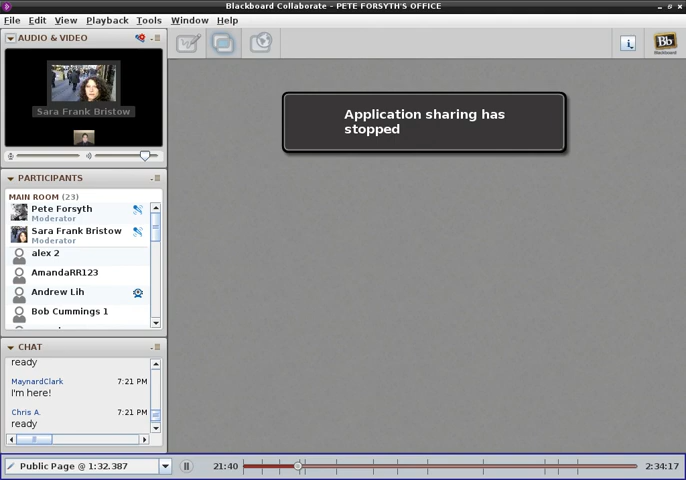 Blackboard Collaborate - PETE FORSYTH'S OFFICE
File Edit View Playback Tools Window Help
AUDIO & VIDEO
Sara Frank Bristow
PARTICIPANTS
MAIN ROOM (23)
Pete Forsyth
Moderator
Sara Frank Bristow
Moderator
alex 2
AmandaRR123
Andrew Lih
Bob Cummings 1
CHAT
ready
MaynardClark 7:21 PM
I'm here!
Chris A. 7:21 PM
ready
Application sharing has
stopped
i
Bb
Blackboard
Public Page @ 1:32.387
21:40
2:34:17